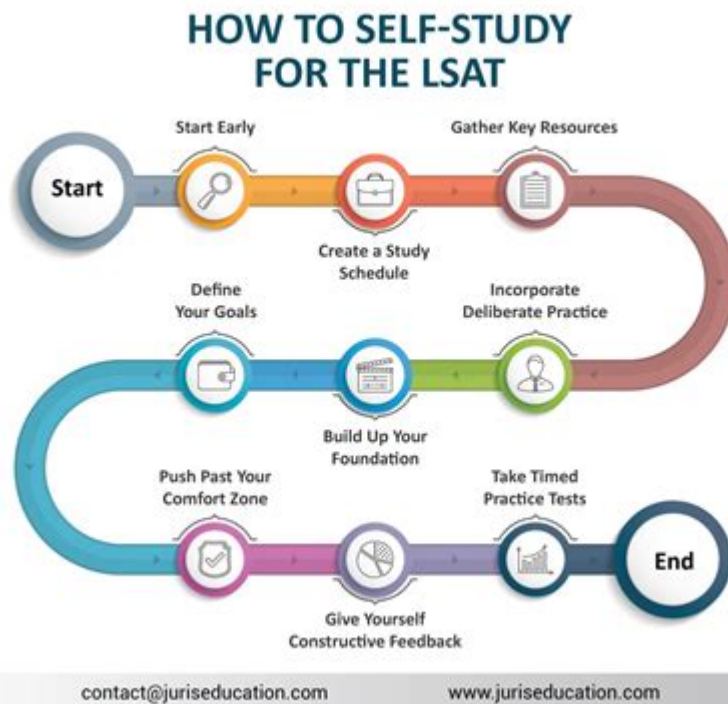 HOW TO SELF-STUDY
FOR THE LSAT
Start
Start Early
Create a Study
Schedule
Gather Key Resources
Incorporate
Deliberate Practice
Build Up Your
Foundation
Define
Your Goals
Push Past Your
Comfort Zone
Give Yourself
Constructive Feedback
Take Timed
Practice Tests
End
contact@juriseducation.com
www.juriseducation.com